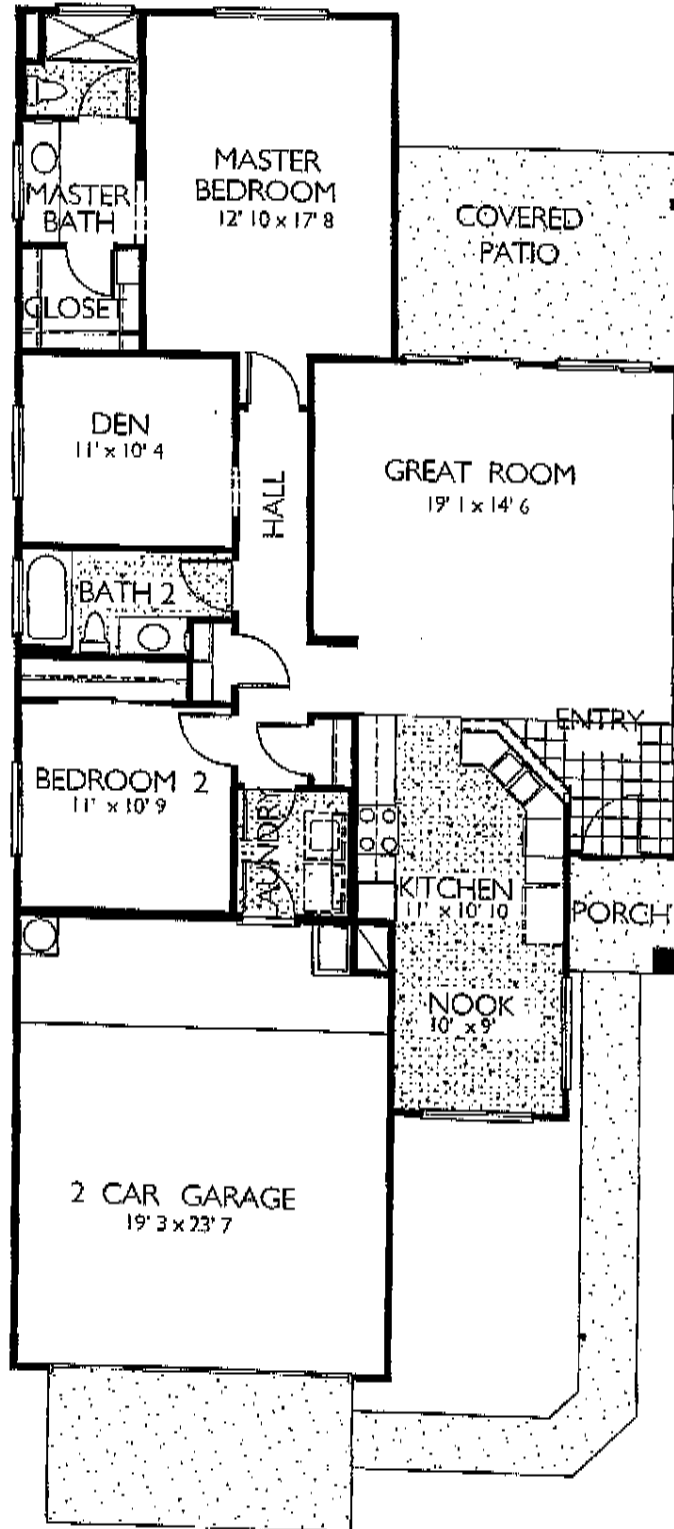 MASTER
BEDROOM
12' 10 x 17' 8
MASTER
BATH
COVERED
PATIO
CLOSET
DEN
11' x 10' 4
HALL
GREAT ROOM
19' 1 x 14' 6
BATH 2
ENTRY
BEDROOM 2
11' x 10' 9
LAUNDRY
KITCHEN
11' x 10' 10
PORCH
NOOK
10' x 9'
2 CAR GARAGE
19' 3 x 23' 7